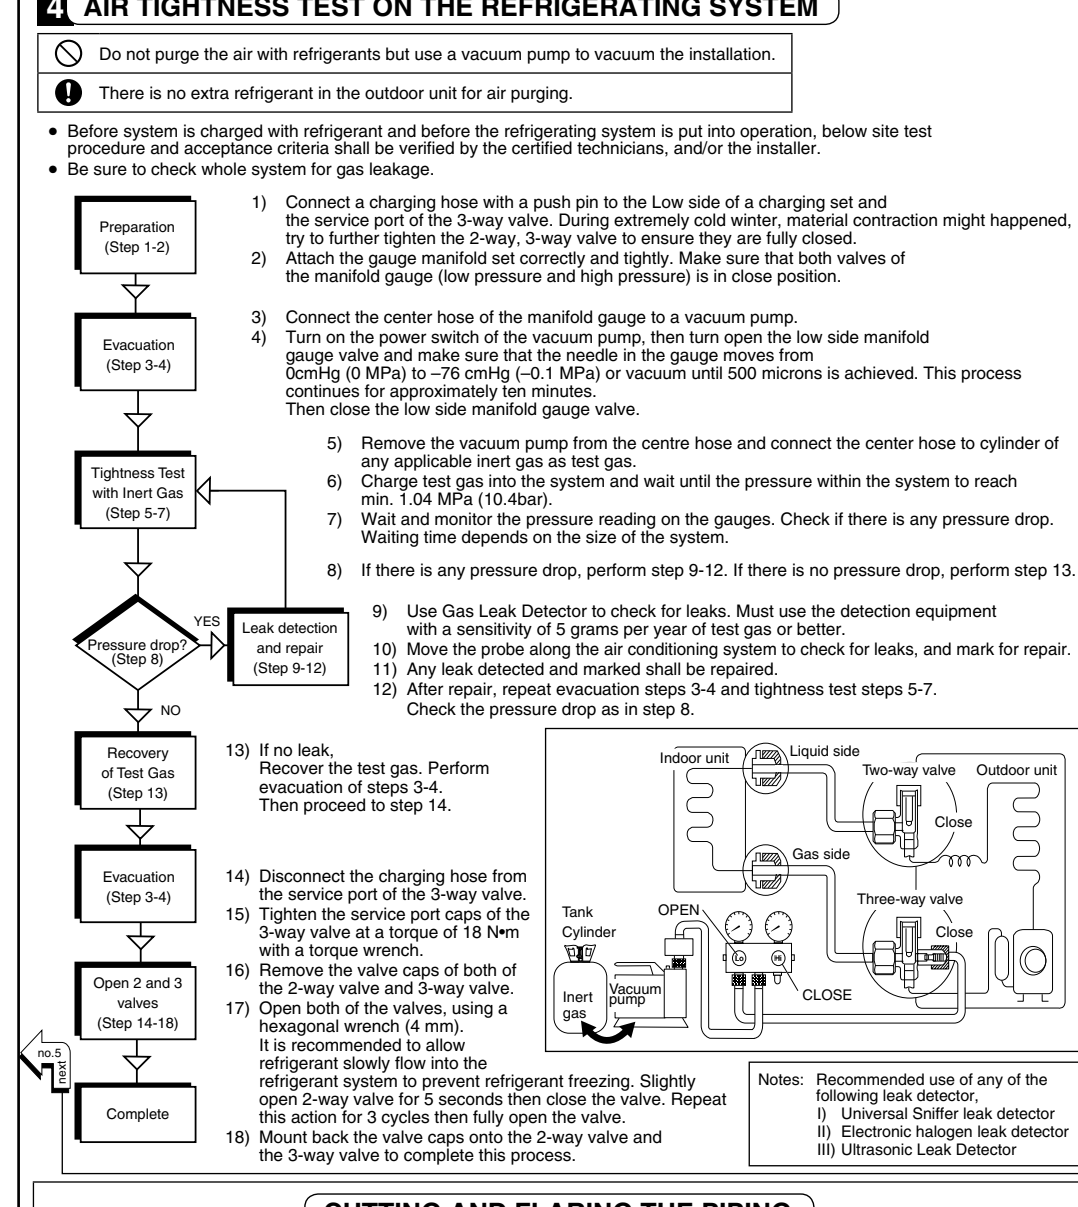 4 AIR TIGHTNESS TEST ON THE REFRIGERATING SYSTEM
Do not purge the air with refrigerants but use a vacuum pump to vacuum the installation.
There is no extra refrigerant in the outdoor unit for air purging.
● Before system is charged with refrigerant and before the refrigerating system is put into operation, below site test
procedure and acceptance criteria shall be verified by the certified technicians, and/or the installer.
● Be sure to check whole system for gas leakage.
Preparation
(Step 1-2)
1) Connect a charging hose with a push pin to the Low side of a charging set and
the service port of the 3-way valve. During extremely cold winter, material contraction might happened,
try to further tighten the 2-way, 3-way valve to ensure they are fully closed.
2) Attach the gauge manifold set correctly and tightly. Make sure that both valves of
the manifold gauge (low pressure and high pressure) is in close position.
Evacuation
(Step 3-4)
3) Connect the center hose of the manifold gauge to a vacuum pump.
4) Turn on the power switch of the vacuum pump, then turn open the low side manifold
gauge valve and make sure that the needle in the gauge moves from
0cmHg (0 MPa) to –76 cmHg (–0.1 MPa) or vacuum until 500 microns is achieved. This process
continues for approximately ten minutes.
Then close the low side manifold gauge valve.
Tightness Test
with Inert Gas
(Step 5-7)
5) Remove the vacuum pump from the centre hose and connect the center hose to cylinder of
any applicable inert gas as test gas.
6) Charge test gas into the system and wait until the pressure within the system to reach
min. 1.04 MPa (10.4bar).
7) Wait and monitor the pressure reading on the gauges. Check if there is any pressure drop.
Waiting time depends on the size of the system.
8) If there is any pressure drop, perform step 9-12. If there is no pressure drop, perform step 13.
Pressure drop?
(Step 8)
YES
NO
Leak detection
and repair
(Step 9-12)
9) Use Gas Leak Detector to check for leaks. Must use the detection equipment
with a sensitivity of 5 grams per year of test gas or better.
10) Move the probe along the air conditioning system to check for leaks, and mark for repair.
11) Any leak detected and marked shall be repaired.
12) After repair, repeat evacuation steps 3-4 and tightness test steps 5-7.
Check the pressure drop as in step 8.
Recovery
of Test Gas
(Step 13)
13) If no leak,
Recover the test gas. Perform
evacuation of steps 3-4.
Then proceed to step 14.
Evacuation
(Step 3-4)
14) Disconnect the charging hose from
the service port of the 3-way valve.
15) Tighten the service port caps of the
3-way valve at a torque of 18 N•m
with a torque wrench.
16) Remove the valve caps of both of
the 2-way valve and 3-way valve.
Open 2 and 3
valves
(Step 14-18)
17) Open both of the valves, using a
hexagonal wrench (4 mm).
It is recommended to allow
refrigerant slowly flow into the
refrigerant system to prevent refrigerant freezing. Slightly
open 2-way valve for 5 seconds then close the valve. Repeat
this action for 3 cycles then fully open the valve.
18) Mount back the valve caps onto the 2-way valve and
the 3-way valve to complete this process.
no.5
next
Complete
Indoor unit
Liquid side
Two-way valve
Outdoor unit
Close
Gas side
Three-way valve
Close
Tank
Cylinder
OPEN
Lo
Hi
CLOSE
Inert
gas
Vacuum
pump
Notes: Recommended use of any of the
following leak detector,
I) Universal Sniffer leak detector
II) Electronic halogen leak detector
III) Ultrasonic Leak Detector
CUTTING AND FLARING THE PIPING